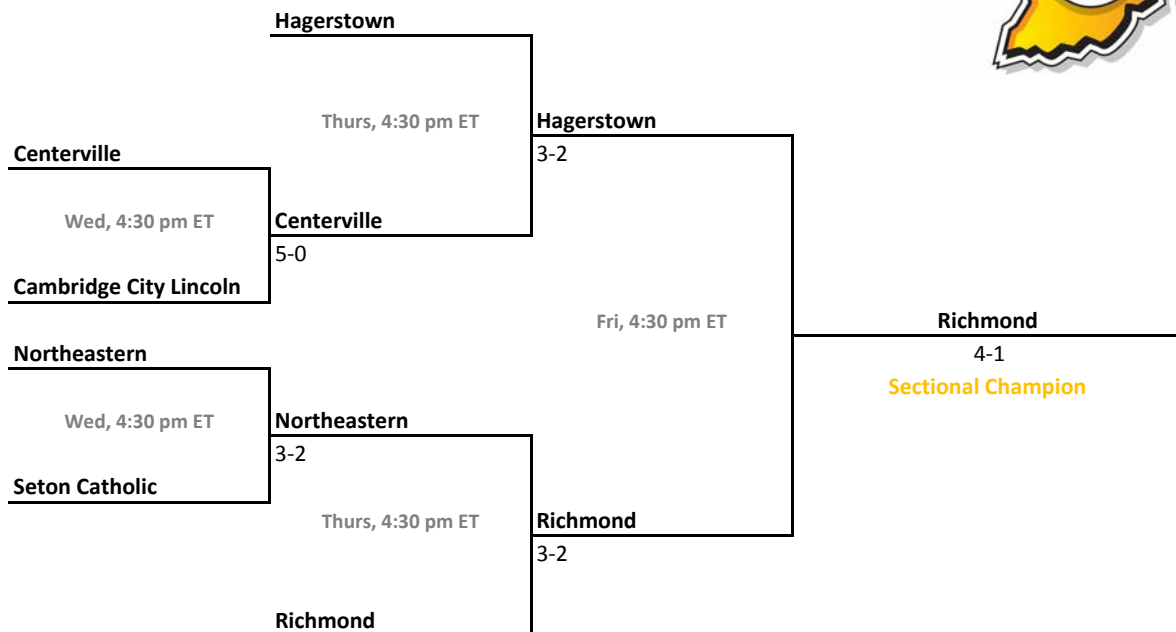 Hagerstown
Thurs, 4:30 pm ET
Hagerstown
3-2
Centerville
Wed, 4:30 pm ET
Centerville
5-0
Cambridge City Lincoln
Fri, 4:30 pm ET
Richmond
4-1
Sectional Champion
Northeastern
Wed, 4:30 pm ET
Northeastern
3-2
Seton Catholic
Thurs, 4:30 pm ET
Richmond
3-2
Richmond